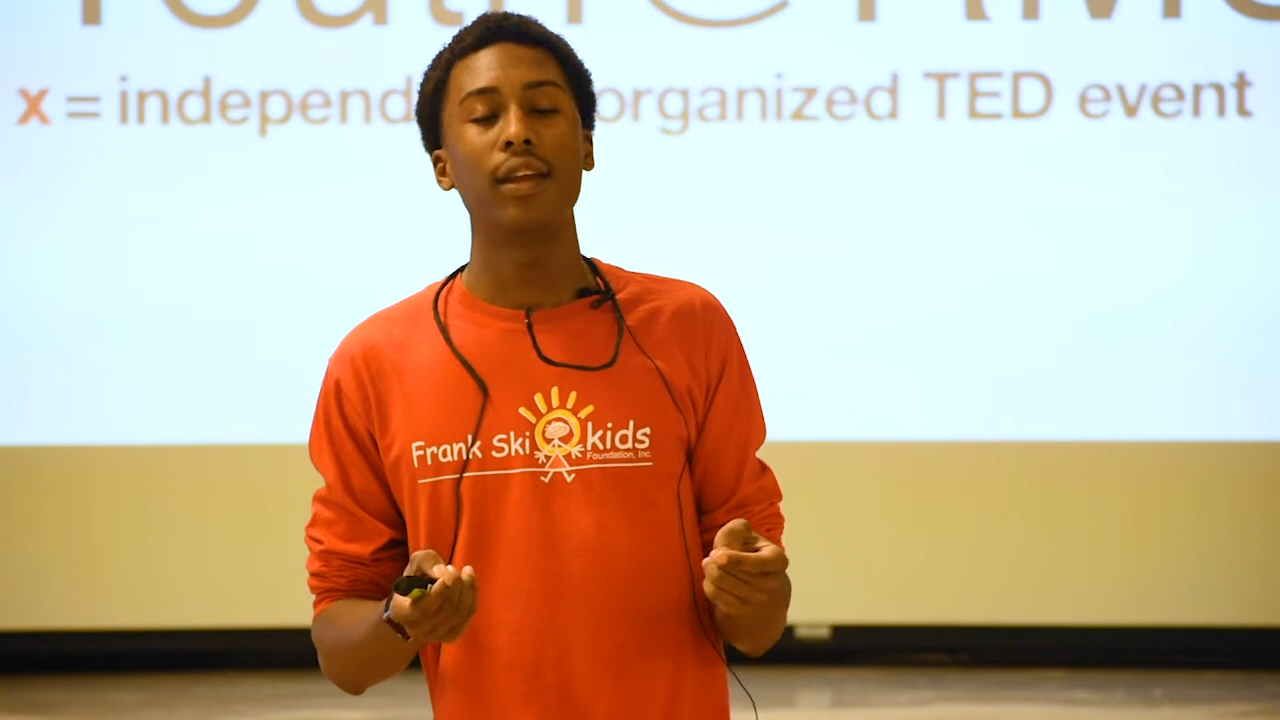 x = independ organized TED event
Frank Ski kids
Foundation, Inc.